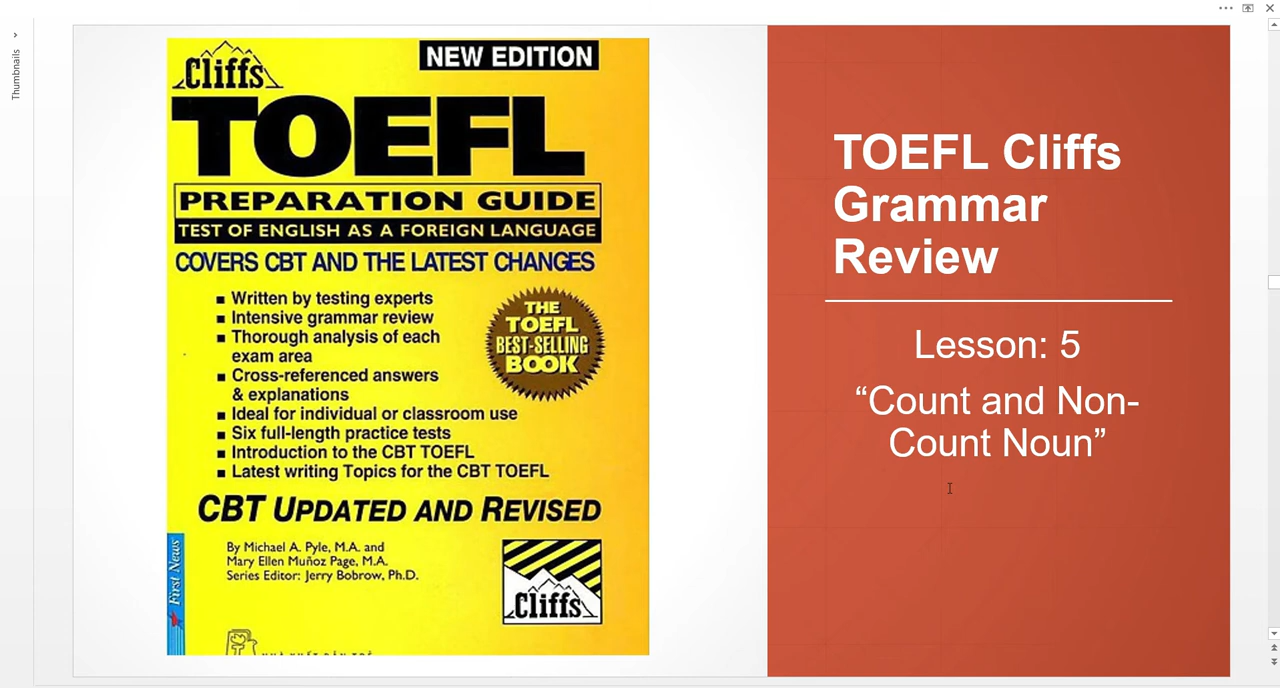 Thumbnails
Cliffs
NEW EDITION
TOEFL
PREPARATION GUIDE
TEST OF ENGLISH AS A FOREIGN LANGUAGE
COVERS CBT AND THE LATEST CHANGES
■ Written by testing experts
■ Intensive grammar review
■ Thorough analysis of each
exam area
■ Cross-referenced answers
& explanations
■ Ideal for individual or classroom use
■ Six full-length practice tests
■ Introduction to the CBT TOEFL
■ Latest writing Topics for the CBT TOEFL
THE
TOEFL
BEST-SELLING
BOOK
CBT UPDATED AND REVISED
By Michael A. Pyle, M.A. and
Mary Ellen Muñoz Page, M.A.
Series Editor: Jerry Bobrow, Ph.D.
First News
Cliffs
TOEFL Cliffs
Grammar
Review
Lesson: 5
“Count and Non-
Count Noun”